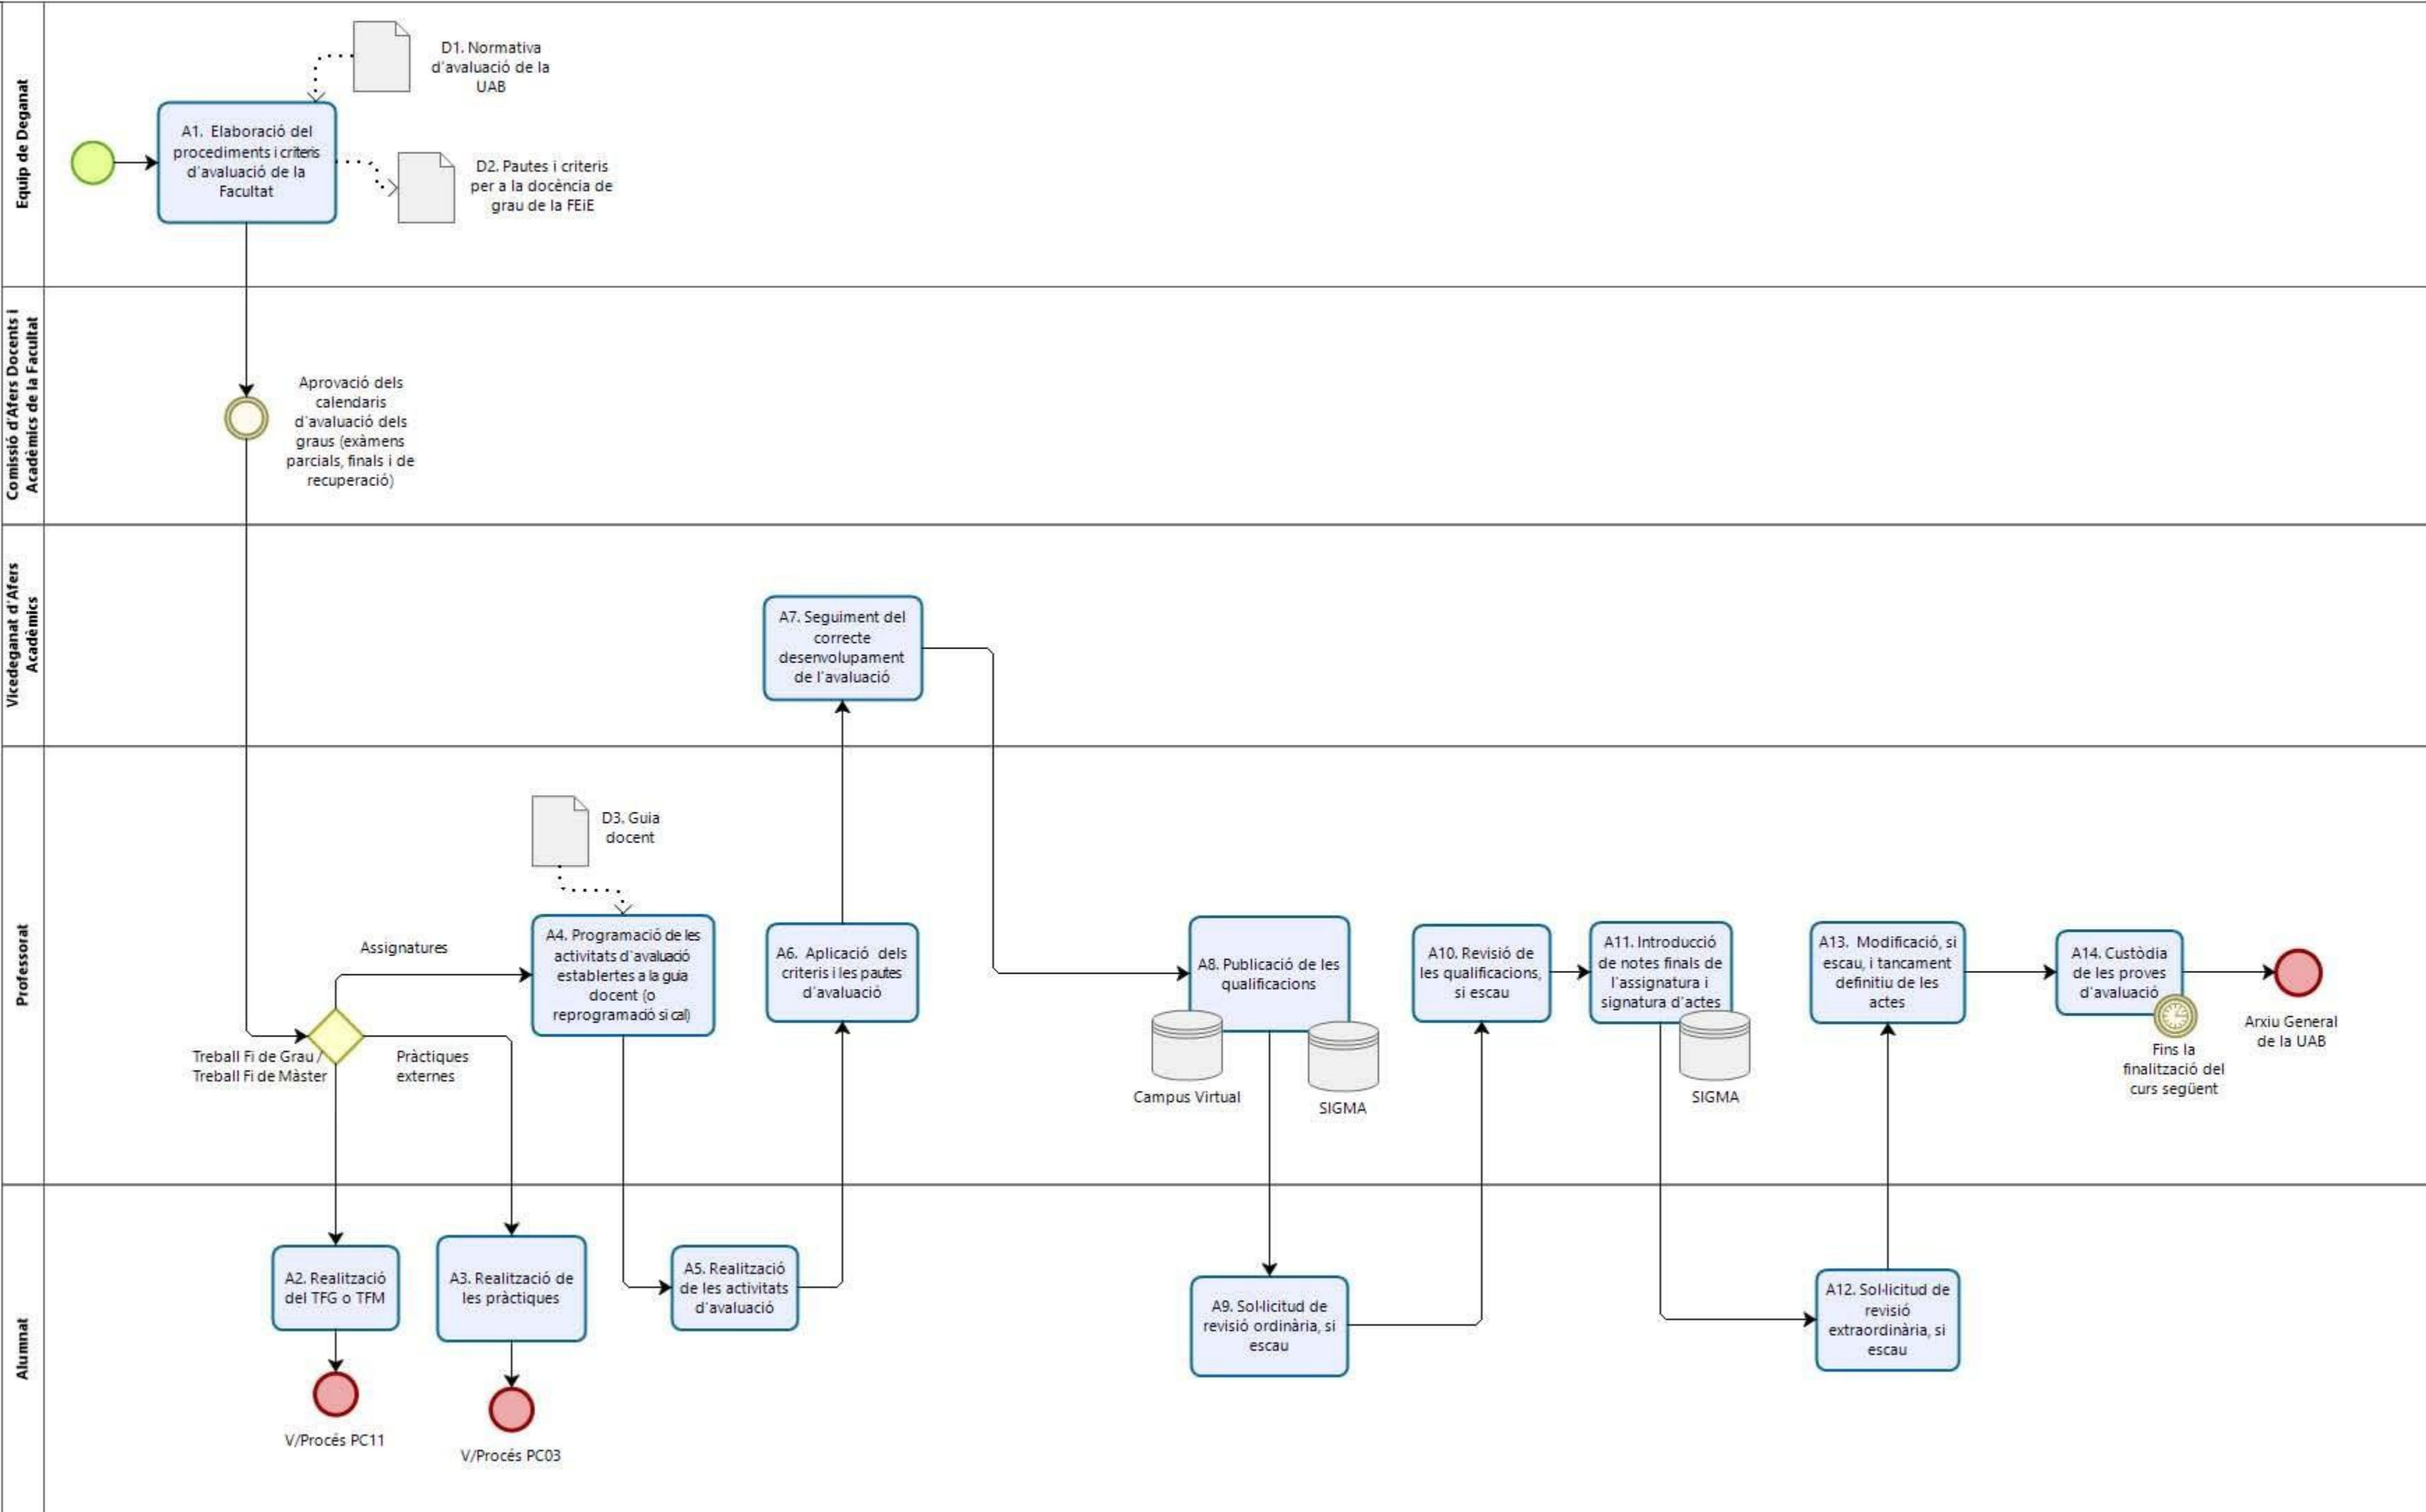 Equip de Deganat
D1. Normativa
d'avaluació de la
UAB
A1. Elaboració del
procediments i criteris
d'avaluació de la
Facultat
D2. Pautes i criteris
per a la docència de
grau de la FEiE
Comissió d'Afers Docents i
Acadèmics de la Facultat
Aprovació dels
calendaris
d'avaluació dels
graus (exàmens
parcials, finals i de
recuperació)
Vicedeganat d'Afers
Acadèmics
A7. Seguiment del
correcte
desenvolupament
de l'avaluació
Professorat
D3. Guia
docent
Assignatures
Treball Fi de Grau /
Treball Fi de Màster
Pràctiques
externes
A4. Programació de les
activitats d'avaluació
establertes a la guia
docent (o
reprogramació si cal)
A6. Aplicació dels
criteris i les pautes
d'avaluació
A8. Publicació de les
qualificacions
Campus Virtual
SIGMA
A10. Revisió de
les qualificacions,
si escau
A11. Introducció
de notes finals de
l'assignatura i
signatura d'actes
SIGMA
A13. Modificació, si
escau, i tancament
definitiu de les
actes
A14. Custòdia
de les proves
d'avaluació
Fins la
finalització del
curs següent
Arxiu General
de la UAB
Alumnat
A2. Realització
del TFG o TFM
V/Procés PC11
A3. Realització de
les pràctiques
V/Procés PC03
A5. Realització
de les activitats
d'avaluació
A9. Sol·licitud de
revisió ordinària, si
escau
A12. Sol·licitud de
revisió
extraordinària, si
escau